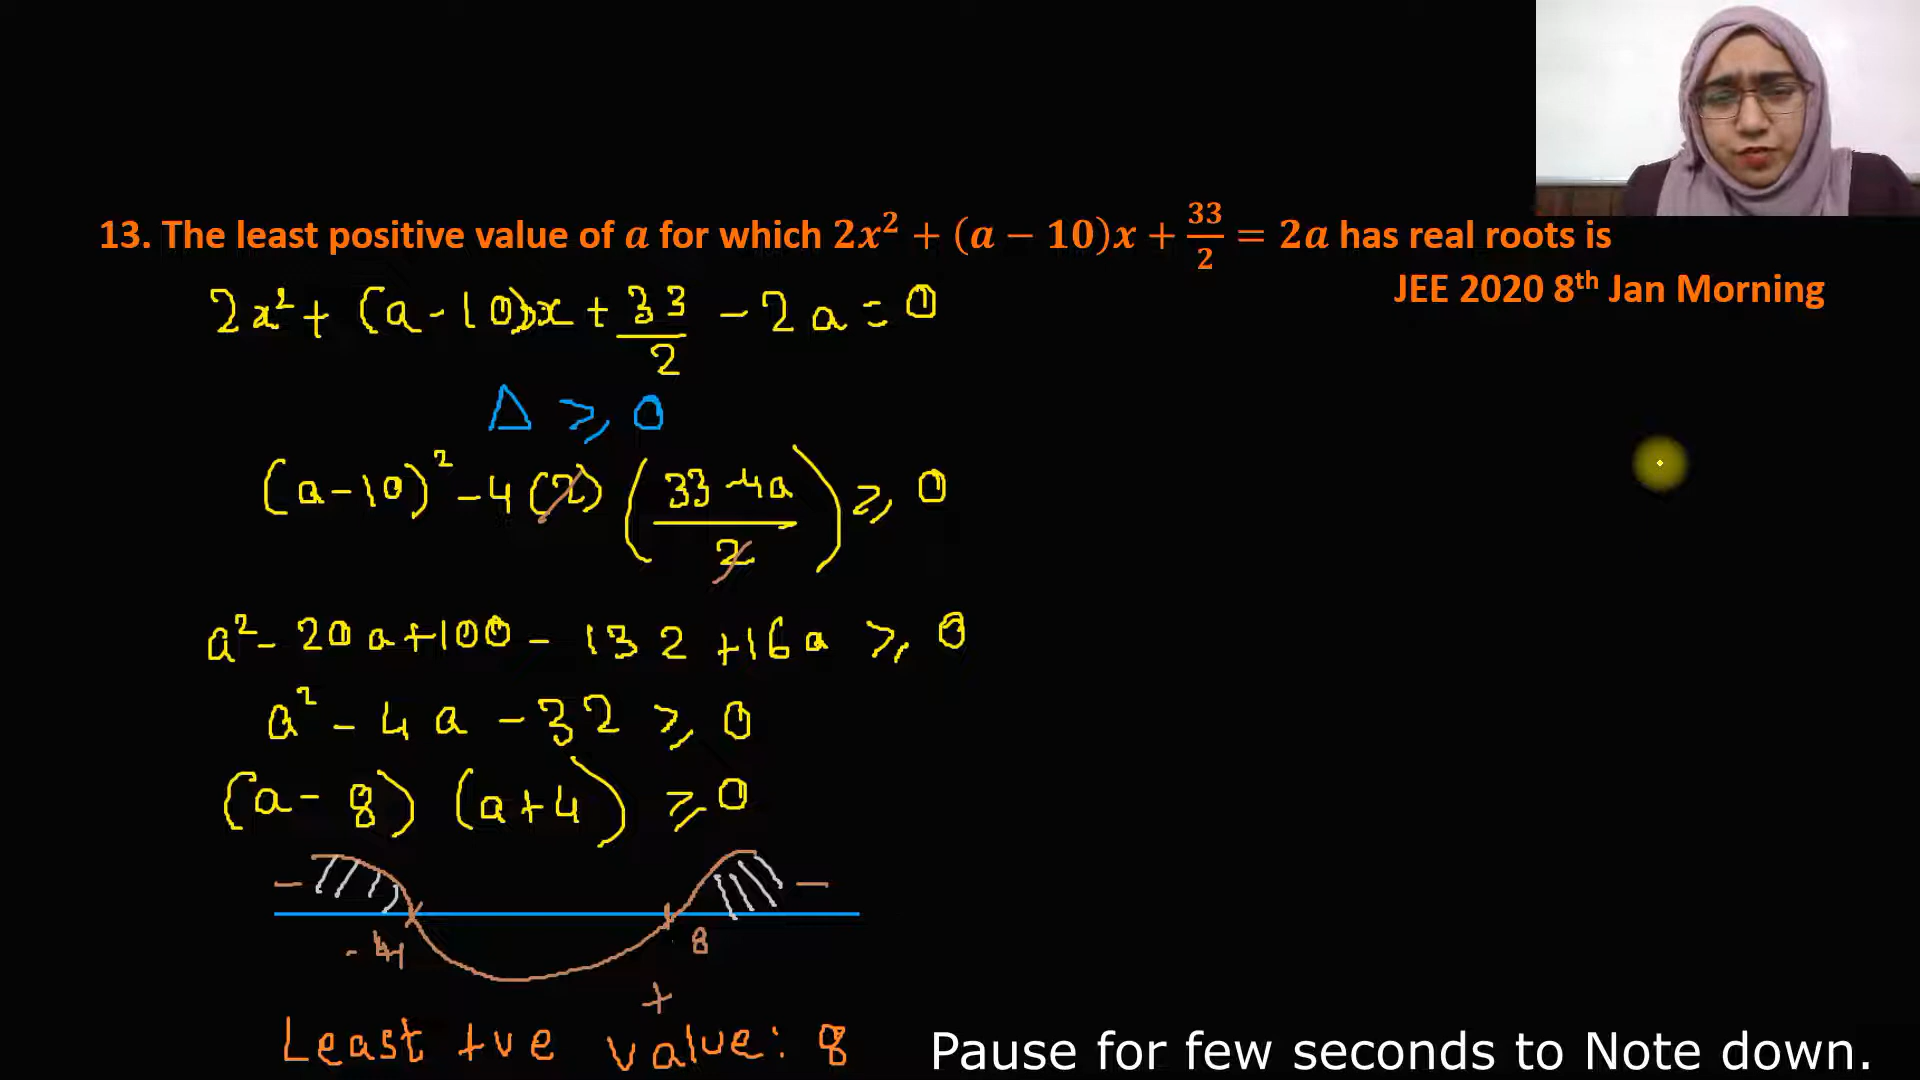 13. The least positive value of a for which 2x² + (a − 10)x + 33/2 = 2a has real roots is
JEE 2020 8th Jan Morning
2x² + (a - 10)x + 33/2 - 2a = 0
Δ ≥ 0
(a - 10)² - 4 (2) ((33 - 4a)/2) ≥ 0
a² - 20a + 100 - 132 + 16a ≥ 0
a² - 4a - 32 ≥ 0
(a - 8) (a + 4) ≥ 0
- -
-4 8
+
Least +ve value: 8
Pause for few seconds to Note down.